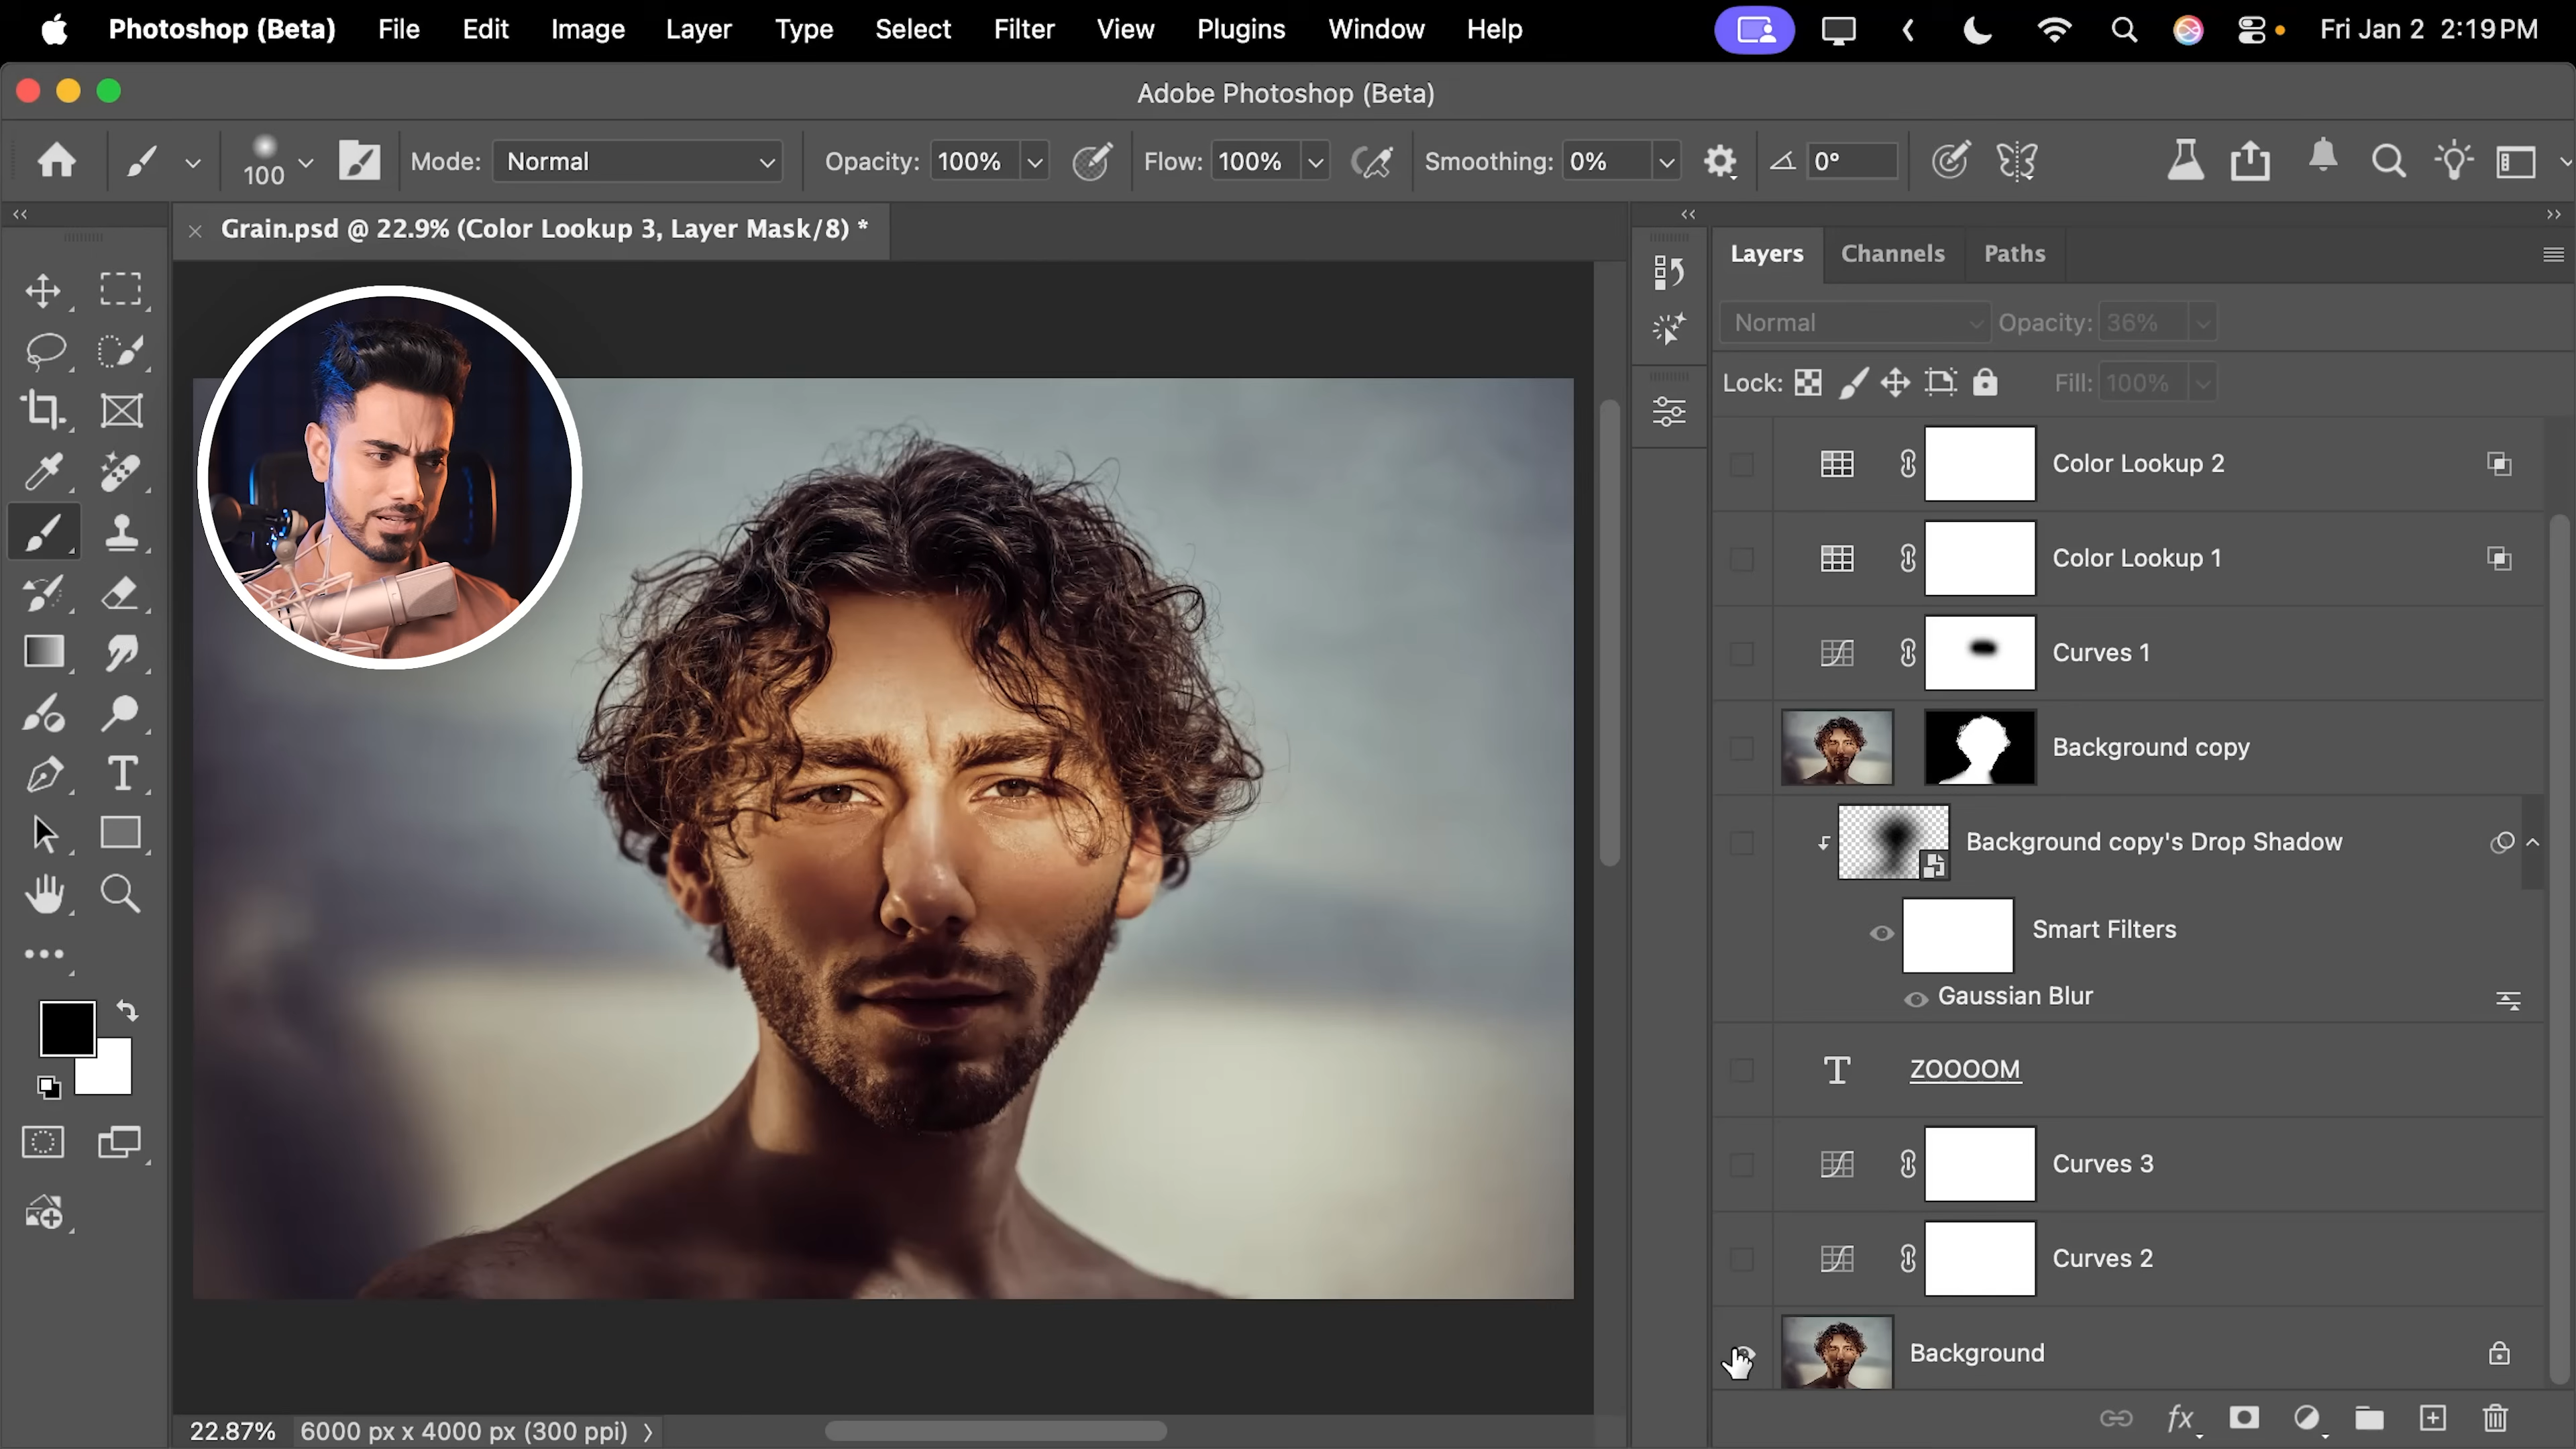 Photoshop (Beta) File Edit Image Layer Type Select Filter View Plugins Window Help Fri Jan 2 2:19 PM
Adobe Photoshop (Beta)
100 Mode: Normal Opacity: 100% Flow: 100% Smoothing: 0% 0°
Grain.psd @ 22.9% (Color Lookup 3, Layer Mask/8) *
Layers Channels Paths
Normal Opacity: 36%
Lock: Fill: 100%
Color Lookup 2
Color Lookup 1
Curves 1
Background copy
Background copy's Drop Shadow
Smart Filters
Gaussian Blur
T ZOOOOM
Curves 3
Curves 2
Background
22.87% 6000 px x 4000 px (300 ppi)
fx